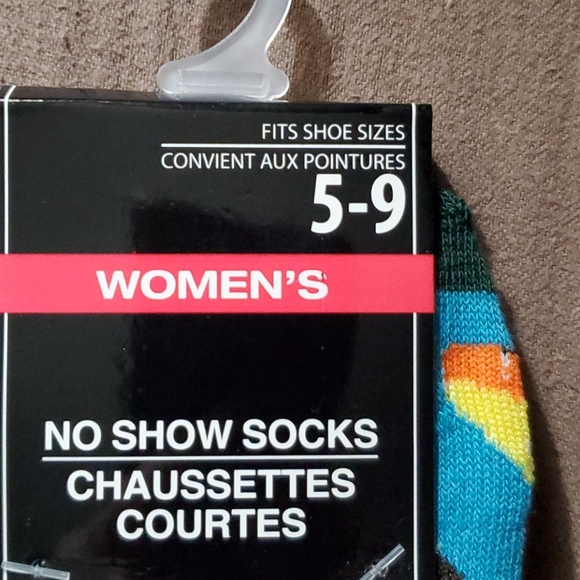 FITS SHOE SIZES
CONVIENT AUX POINTURES
5-9
WOMEN'S
NO SHOW SOCKS
CHAUSSETTES
COURTES